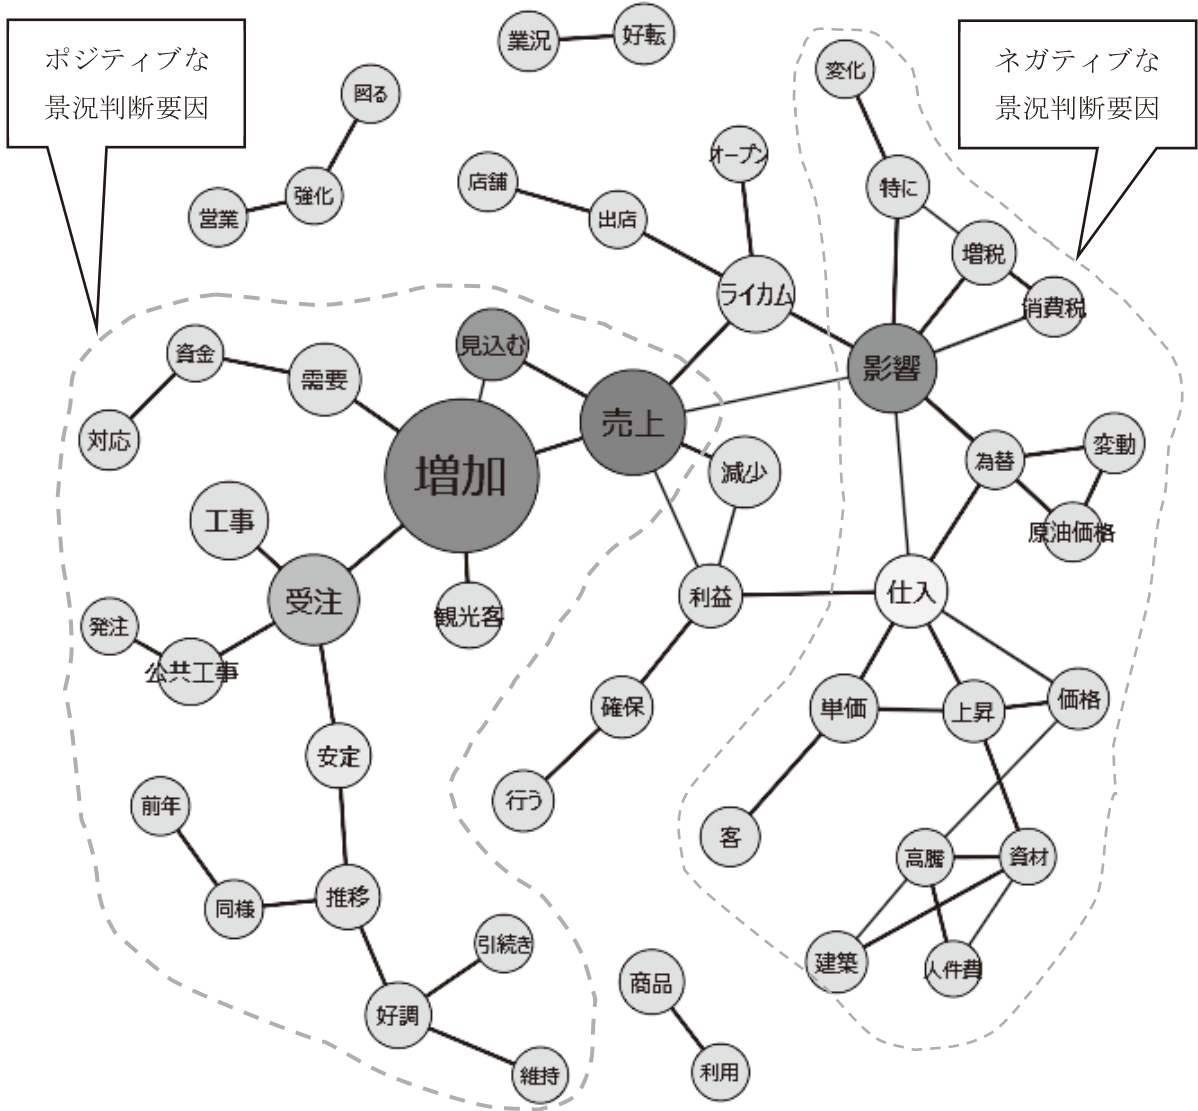 ポジティブな
景況判断要因
業況
好転
ネガティブな
景況判断要因
変化
図る
オープン
店舗
特に
強化
営業
出店
増税
ライカム
消費税
見込む
資金
需要
影響
売上
対応
変動
為替
増加
減少
工事
原油価格
仕入
利益
受注
観光客
発注
公共工事
価格
確保
単価
上昇
安定
行う
前年
客
高騰
資材
推移
同様
引続き
建築
人件費
商品
好調
利用
維持